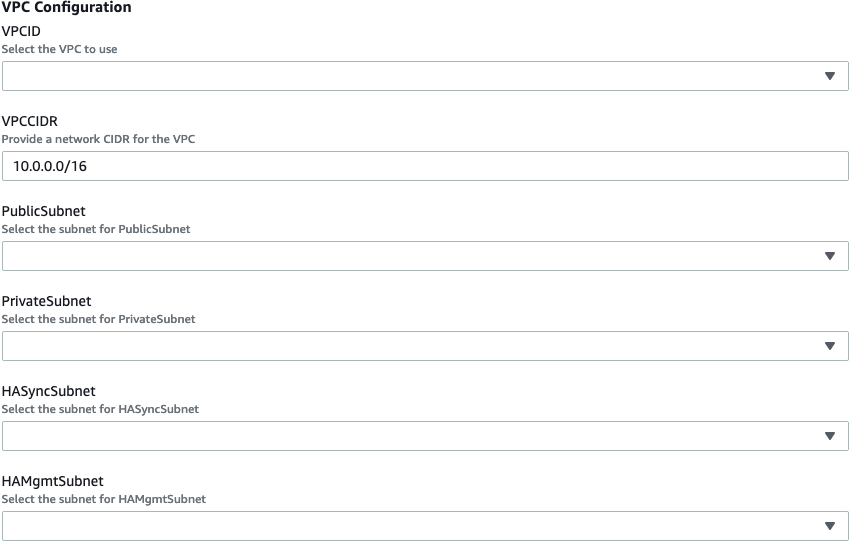 VPC Configuration
VPCID
Select the VPC to use
VPCCIDR
Provide a network CIDR for the VPC
10.0.0.0/16
PublicSubnet
Select the subnet for PublicSubnet
PrivateSubnet
Select the subnet for PrivateSubnet
HASyncSubnet
Select the subnet for HASyncSubnet
HAMgmtSubnet
Select the subnet for HAMgmtSubnet